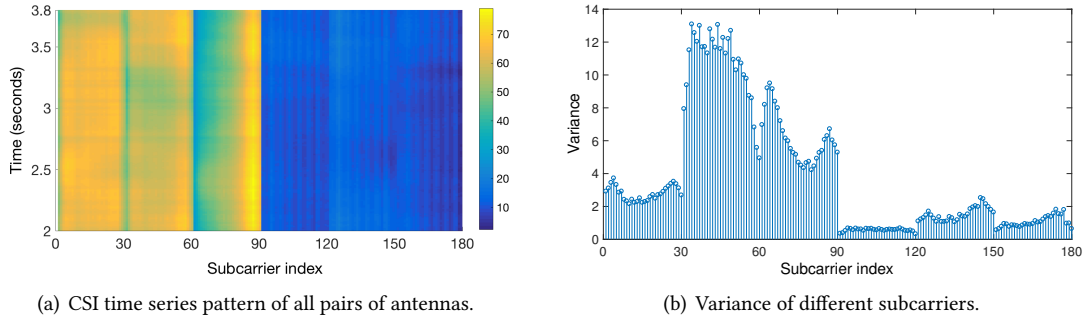 3.8
3.5
3
2.5
2
Time (seconds)
0 30 60 90 120 150 180
Subcarrier index
70
60
50
40
30
20
10
(a) CSI time series pattern of all pairs of antennas.
14
12
10
8
6
4
2
0
Variance
0 30 60 90 120 150 180
Subcarrier index
(b) Variance of different subcarriers.